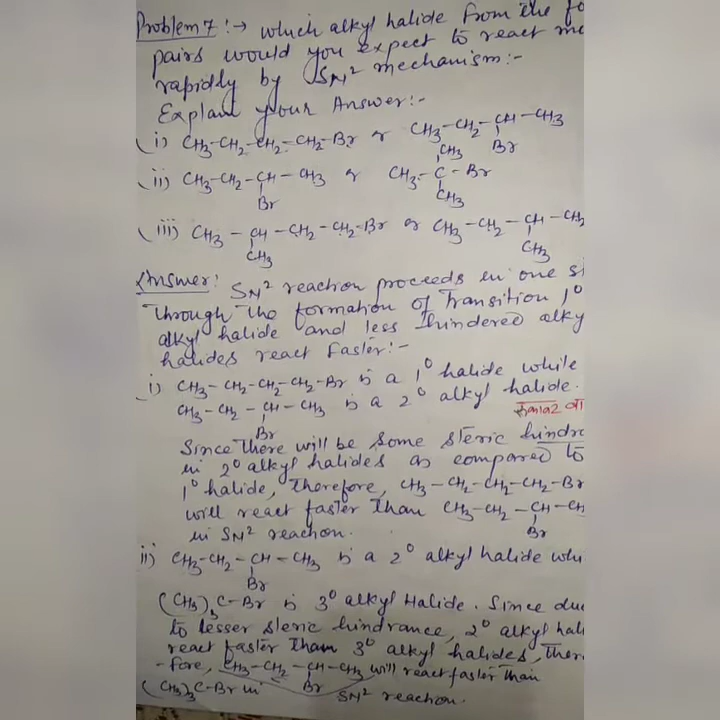 Problem 7 :→ which alkyl halide from the fo
pairs would you expect to react mo
rapidly by SN² mechanism:-
Explain your Answer:-
i) CH3-CH2-CH2-CH2-Br or CH3-CH2-CH-CH3
Br
CH3
ii) CH3-CH2-CH-CH3 or CH3-C-Br
Br CH3
iii) CH3-CH-CH2-CH2-Br or CH3-CH2-CH-CH2
CH3 CH3
Answer: SN² reaction proceeds in one s
Through the formation of Transition 1°
alkyl halide and less hindered alky
halides react faster:-
i) CH3-CH2-CH2-CH2-Br is a 1° halide while
CH3-CH2-CH-CH3 is a 2° alkyl halide.
Br
Since there will be some steric hindra
in 2° alkyl halides as compared to
1° halide, Therefore, CH3-CH2-CH2-CH2-Br
will react faster than CH3-CH2-CH-CH
Br
in SN² reaction.
ii) CH3-CH2-CH-CH3 is a 2° alkyl halide whi
Br
(CH3)3C-Br is 3° alkyl Halide. Since due
to lesser steric hindrance, 2° alkyl hali
react faster than 3° alkyl halides, Ther
-fore, CH3-CH2-CH-CH3 will react faster than
Br
(CH3)3C-Br in SN² reaction.